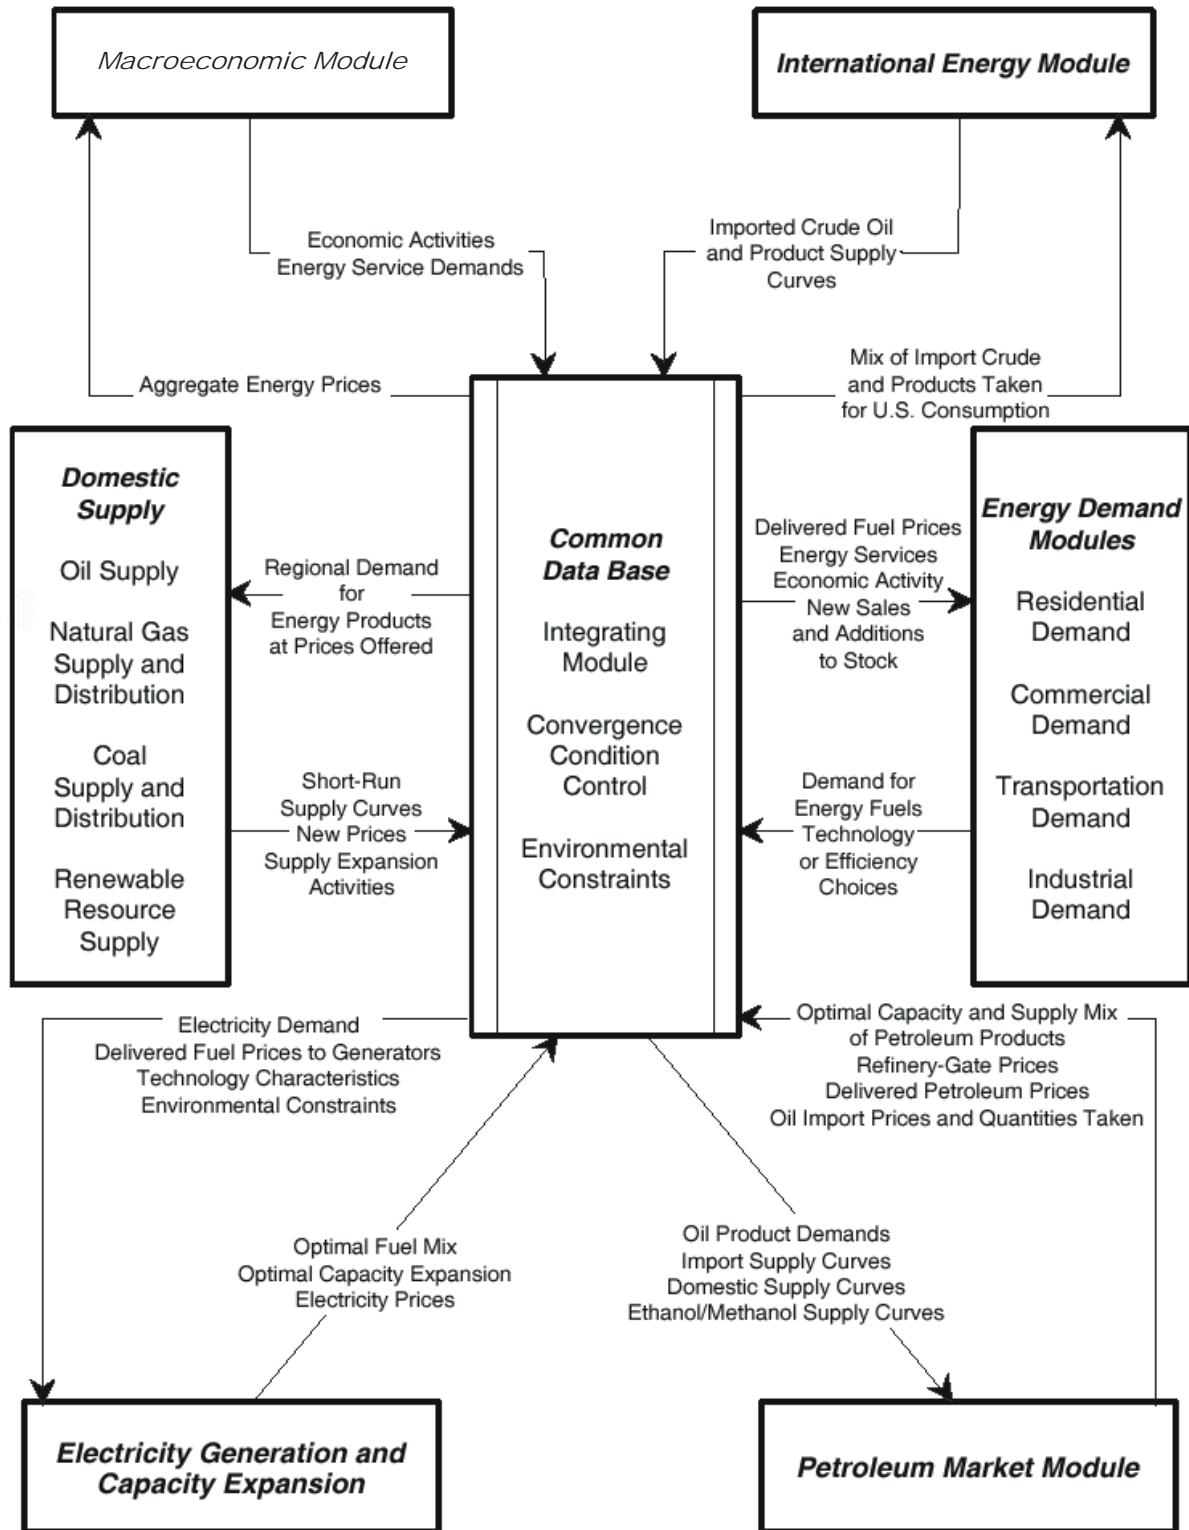 Macroeconomic Module
International Energy Module
Economic Activities
Energy Service Demands
Imported Crude Oil
and Product Supply
Curves
Aggregate Energy Prices
Mix of Import Crude
and Products Taken
for U.S. Consumption
Domestic
Supply
Oil Supply
Natural Gas
Supply and
Distribution
Coal
Supply and
Distribution
Renewable
Resource
Supply
Regional Demand
for
Energy Products
at Prices Offered
Short-Run
Supply Curves
New Prices
Supply Expansion
Activities
Common
Data Base
Integrating
Module
Convergence
Condition
Control
Environmental
Constraints
Delivered Fuel Prices
Energy Services
Economic Activity
New Sales
and Additions
to Stock
Demand for
Energy Fuels
Technology
or Efficiency
Choices
Energy Demand
Modules
Residential
Demand
Commercial
Demand
Transportation
Demand
Industrial
Demand
Electricity Demand
Delivered Fuel Prices to Generators
Technology Characteristics
Environmental Constraints
Optimal Capacity and Supply Mix
of Petroleum Products
Refinery-Gate Prices
Delivered Petroleum Prices
Oil Import Prices and Quantities Taken
Optimal Fuel Mix
Optimal Capacity Expansion
Electricity Prices
Oil Product Demands
Import Supply Curves
Domestic Supply Curves
Ethanol/Methanol Supply Curves
Electricity Generation and
Capacity Expansion
Petroleum Market Module